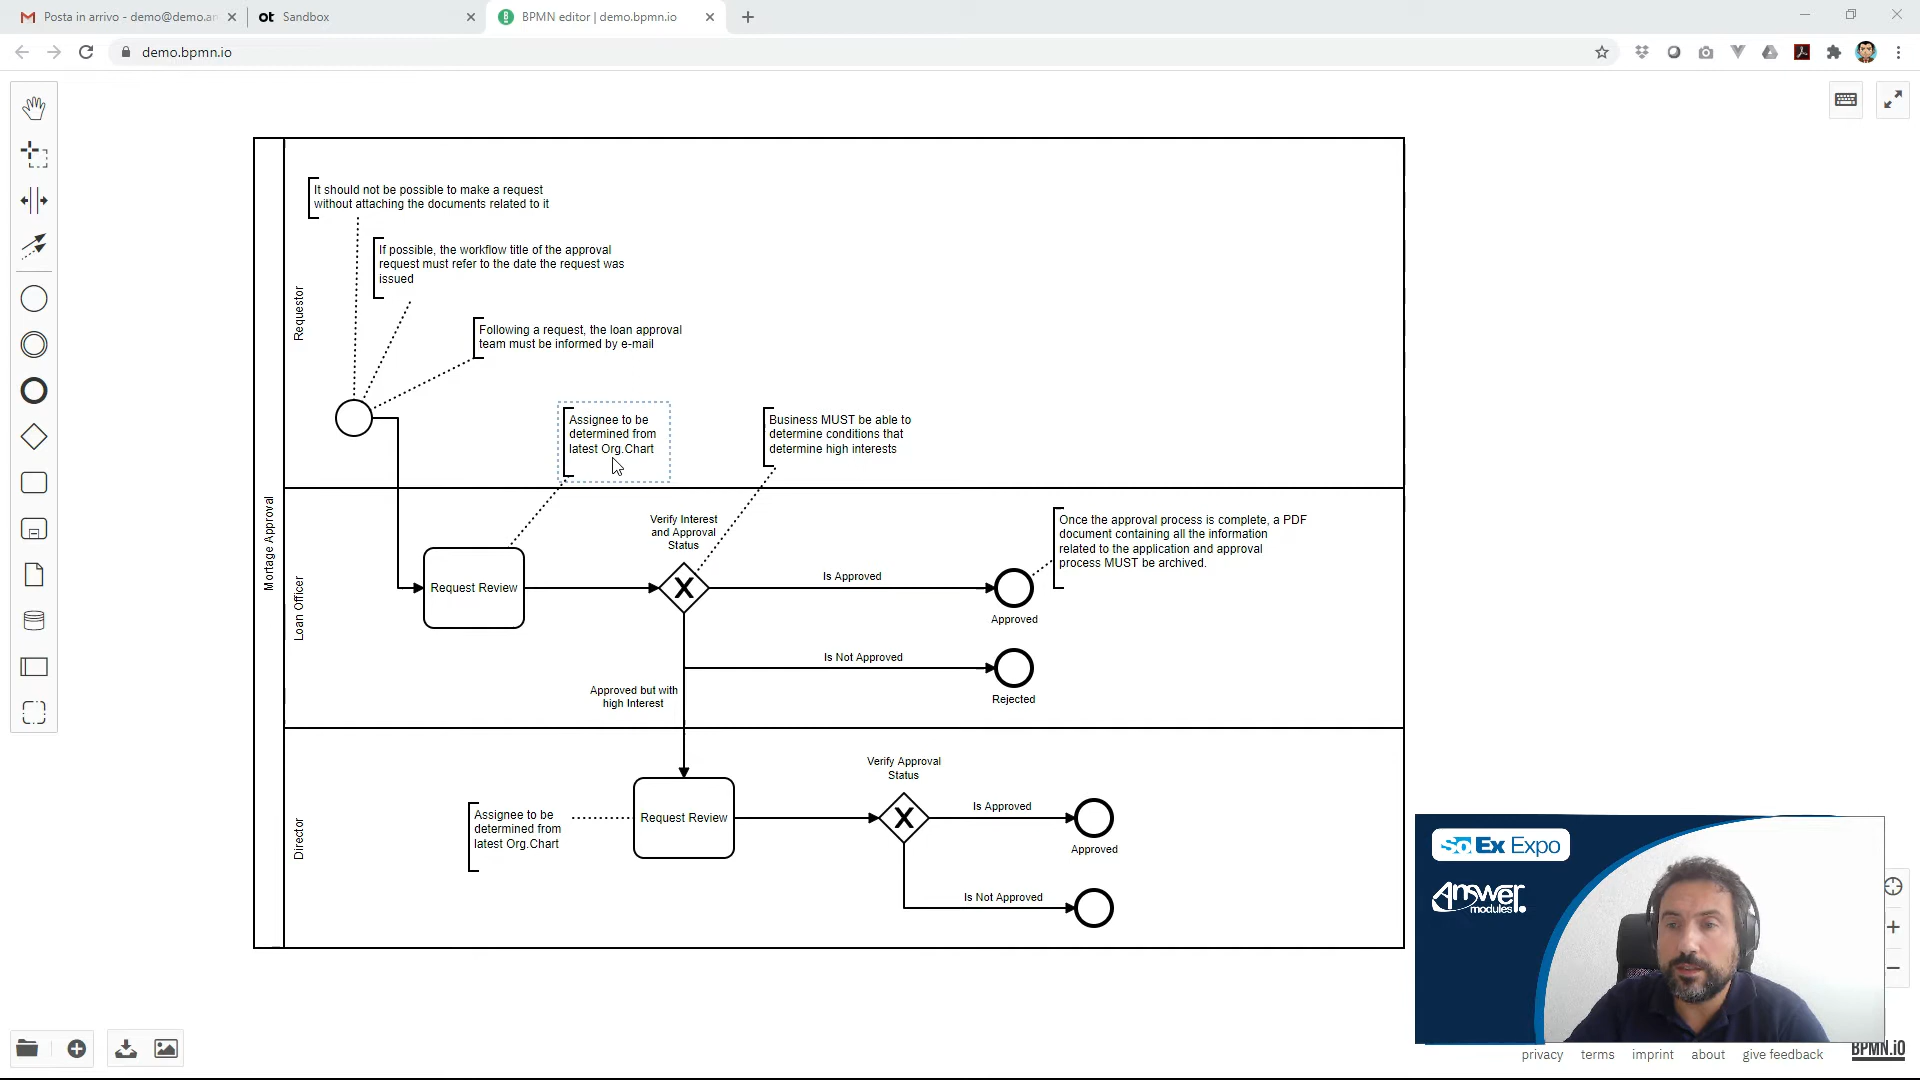 Posta in arrivo - demo@demo.an
ot Sandbox
BPMN editor | demo.bpmn.io
demo.bpmn.io
It should not be possible to make a request
without attaching the documents related to it
If possible, the workflow title of the approval
request must refer to the date the request was
issued
Following a request, the loan approval
team must be informed by e-mail
Requestor
Assignee to be
determined from
latest Org.Chart
Business MUST be able to
determine conditions that
determine high interests
Mortage Approval
Loan Officer
Verify Interest
and Approval
Status
Once the approval process is complete, a PDF
document containing all the information
related to the application and approval
process MUST be archived.
Request Review
X
Is Approved
Approved
Is Not Approved
Rejected
Approved but with
high Interest
Director
Verify Approval
Status
Assignee to be
determined from
latest Org.Chart
Request Review
X
Is Approved
Approved
Is Not Approved
SoEx Expo
Answer
modules
privacy terms imprint about give feedback
BPMN.iO